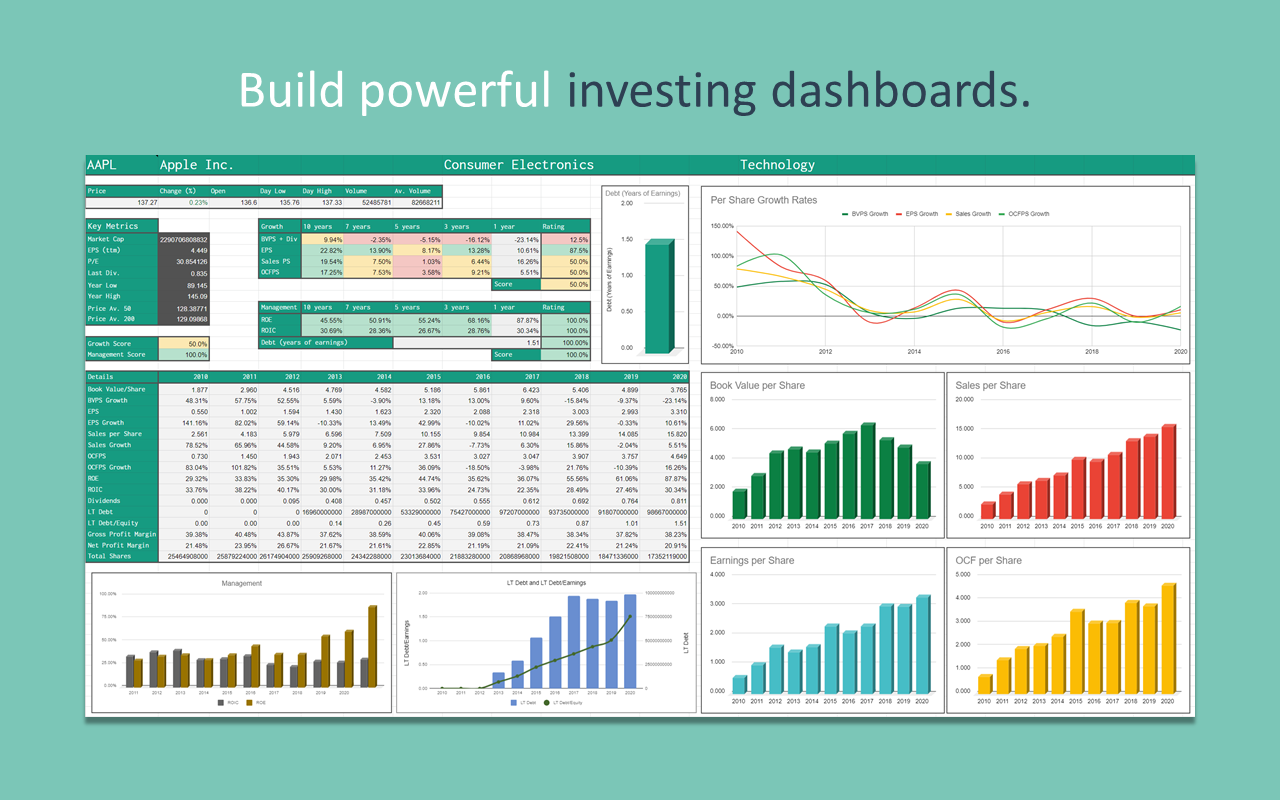 Build powerful investing dashboards.
AAPL Apple Inc. Consumer Electronics Technology
Price Change (%) Open Day Low Day High Volume Av. Volume
137.27 0.23% 136.6 135.76 137.33 52485781 82668211
Key Metrics
Market Cap 2290706808832
EPS (ttm) 4.449
P/E 30.854126
Last Div. 0.835
Year Low 89.145
Year High 145.09
Price Av. 50 128.38771
Price Av. 200 129.09868
Growth Score 50.0%
Management Score 100.0%
Growth 10 years 7 years 5 years 3 years 1 year Rating
BVPS + Div 9.94% -2.35% -5.15% -16.12% -23.14% 12.5%
EPS 22.82% 13.90% 8.17% 13.28% 10.61% 87.5%
Sales PS 19.54% 7.50% 1.03% 6.44% 16.26% 50.0%
OCFPS 17.25% 7.53% 3.58% 9.21% 5.51% 50.0%
Score 50.0%
Management 10 years 7 years 5 years 3 years 1 year Rating
ROE 45.55% 50.91% 55.24% 68.16% 87.87% 100.0%
ROIC 30.69% 28.36% 26.67% 28.76% 30.34% 100.0%
Debt (years of earnings) 1.51 100.00%
Score 100.0%
Debt (Years of Earnings)
2.00
1.50
1.00
0.50
0.00
Debt (Years of Earnings)
Per Share Growth Rates
BVPS Growth EPS Growth Sales Growth OCFPS Growth
150.00%
100.00%
50.00%
0.00%
-50.00%
2010 2012 2014 2016 2018 2020
Details 2010 2011 2012 2013 2014 2015 2016 2017 2018 2019 2020
Book Value/Share 1.877 2.960 4.516 4.769 4.582 5.186 5.861 6.423 5.406 4.899 3.765
BVPS Growth 48.31% 57.75% 52.55% 5.59% -3.90% 13.18% 13.00% 9.60% -15.84% -9.37% -23.14%
EPS 0.550 1.002 1.594 1.430 1.623 2.320 2.088 2.318 3.003 2.993 3.310
EPS Growth 141.16% 82.02% 59.14% -10.33% 13.49% 42.99% -10.02% 11.02% 29.56% -0.33% 10.61%
Sales per Share 2.561 4.183 5.979 6.596 7.509 10.155 9.854 10.984 13.399 14.085 15.820
Sales Growth 78.52% 65.96% 44.58% 9.20% 6.95% 27.86% -7.73% 6.30% 15.86% -2.04% 5.51%
OCFPS 0.730 1.450 1.943 2.071 2.453 3.531 3.027 3.047 3.907 3.757 4.649
OCFPS Growth 83.04% 101.82% 35.51% 5.53% 11.27% 36.09% -18.50% -3.98% 21.76% -10.39% 16.26%
ROE 29.32% 33.83% 35.30% 29.98% 35.42% 44.74% 35.62% 36.07% 55.56% 61.06% 87.87%
ROIC 33.76% 38.22% 40.17% 30.00% 31.18% 33.96% 24.73% 22.35% 28.49% 27.46% 30.34%
Dividends 0.000 0.000 0.095 0.408 0.457 0.502 0.555 0.612 0.692 0.764 0.811
LT Debt 0 0 0 16960000000 28987000000 53329000000 75427000000 97207000000 93735000000 91807000000 98667000000
LT Debt/Equity 0.00 0.00 0.00 0.14 0.26 0.45 0.59 0.73 0.87 1.01 1.51
Gross Profit Margin 39.38% 40.48% 43.87% 37.62% 38.59% 40.06% 39.08% 38.47% 38.34% 37.82% 38.23%
Net Profit Margin 21.48% 23.95% 26.67% 21.67% 21.61% 22.85% 21.19% 21.09% 22.41% 21.24% 20.91%
Total Shares 25464908000 25879224000 26174904000 25909268000 24342288000 23013684000 21883280000 20868968000 19821508000 18471336000 17352119000
Book Value per Share
8.000
6.000
4.000
2.000
0.000
2010 2011 2012 2013 2014 2015 2016 2017 2018 2019 2020
Sales per Share
20.000
15.000
10.000
5.000
0.000
2010 2011 2012 2013 2014 2015 2016 2017 2018 2019 2020
Management
100.00%
75.00%
50.00%
25.00%
0.00%
2011 2012 2013 2014 2015 2016 2017 2018 2019 2020
ROIC ROE
LT Debt and LT Debt/Earnings
2.00
1.50
1.00
0.50
0.00
LT Debt/Earnings
100000000000
75000000000
50000000000
25000000000
0
LT Debt
2010 2011 2012 2013 2014 2015 2016 2017 2018 2019 2020
LT Debt LT Debt/Equity
Earnings per Share
4.000
3.000
2.000
1.000
0.000
2010 2011 2012 2013 2014 2015 2016 2017 2018 2019 2020
OCF per Share
5.000
4.000
3.000
2.000
1.000
0.000
2010 2011 2012 2013 2014 2015 2016 2017 2018 2019 2020